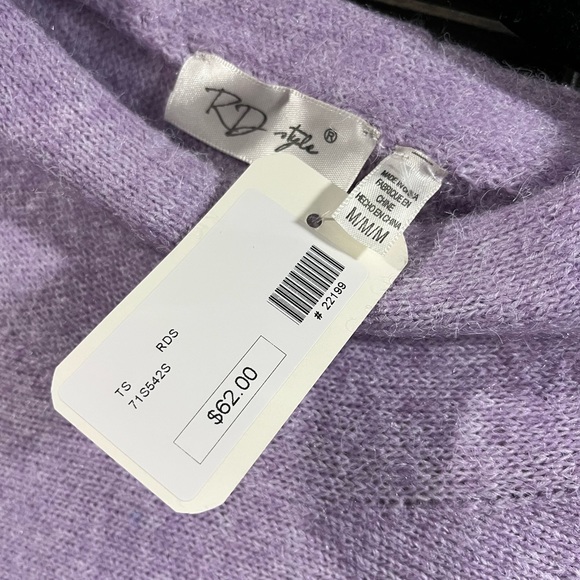 RD style®
MADE IN CHINA
FABRIQUE EN
CHINE
HECHO EN CHINA
M/M/M
# 22199
TS RDS
71S542S
$62.00